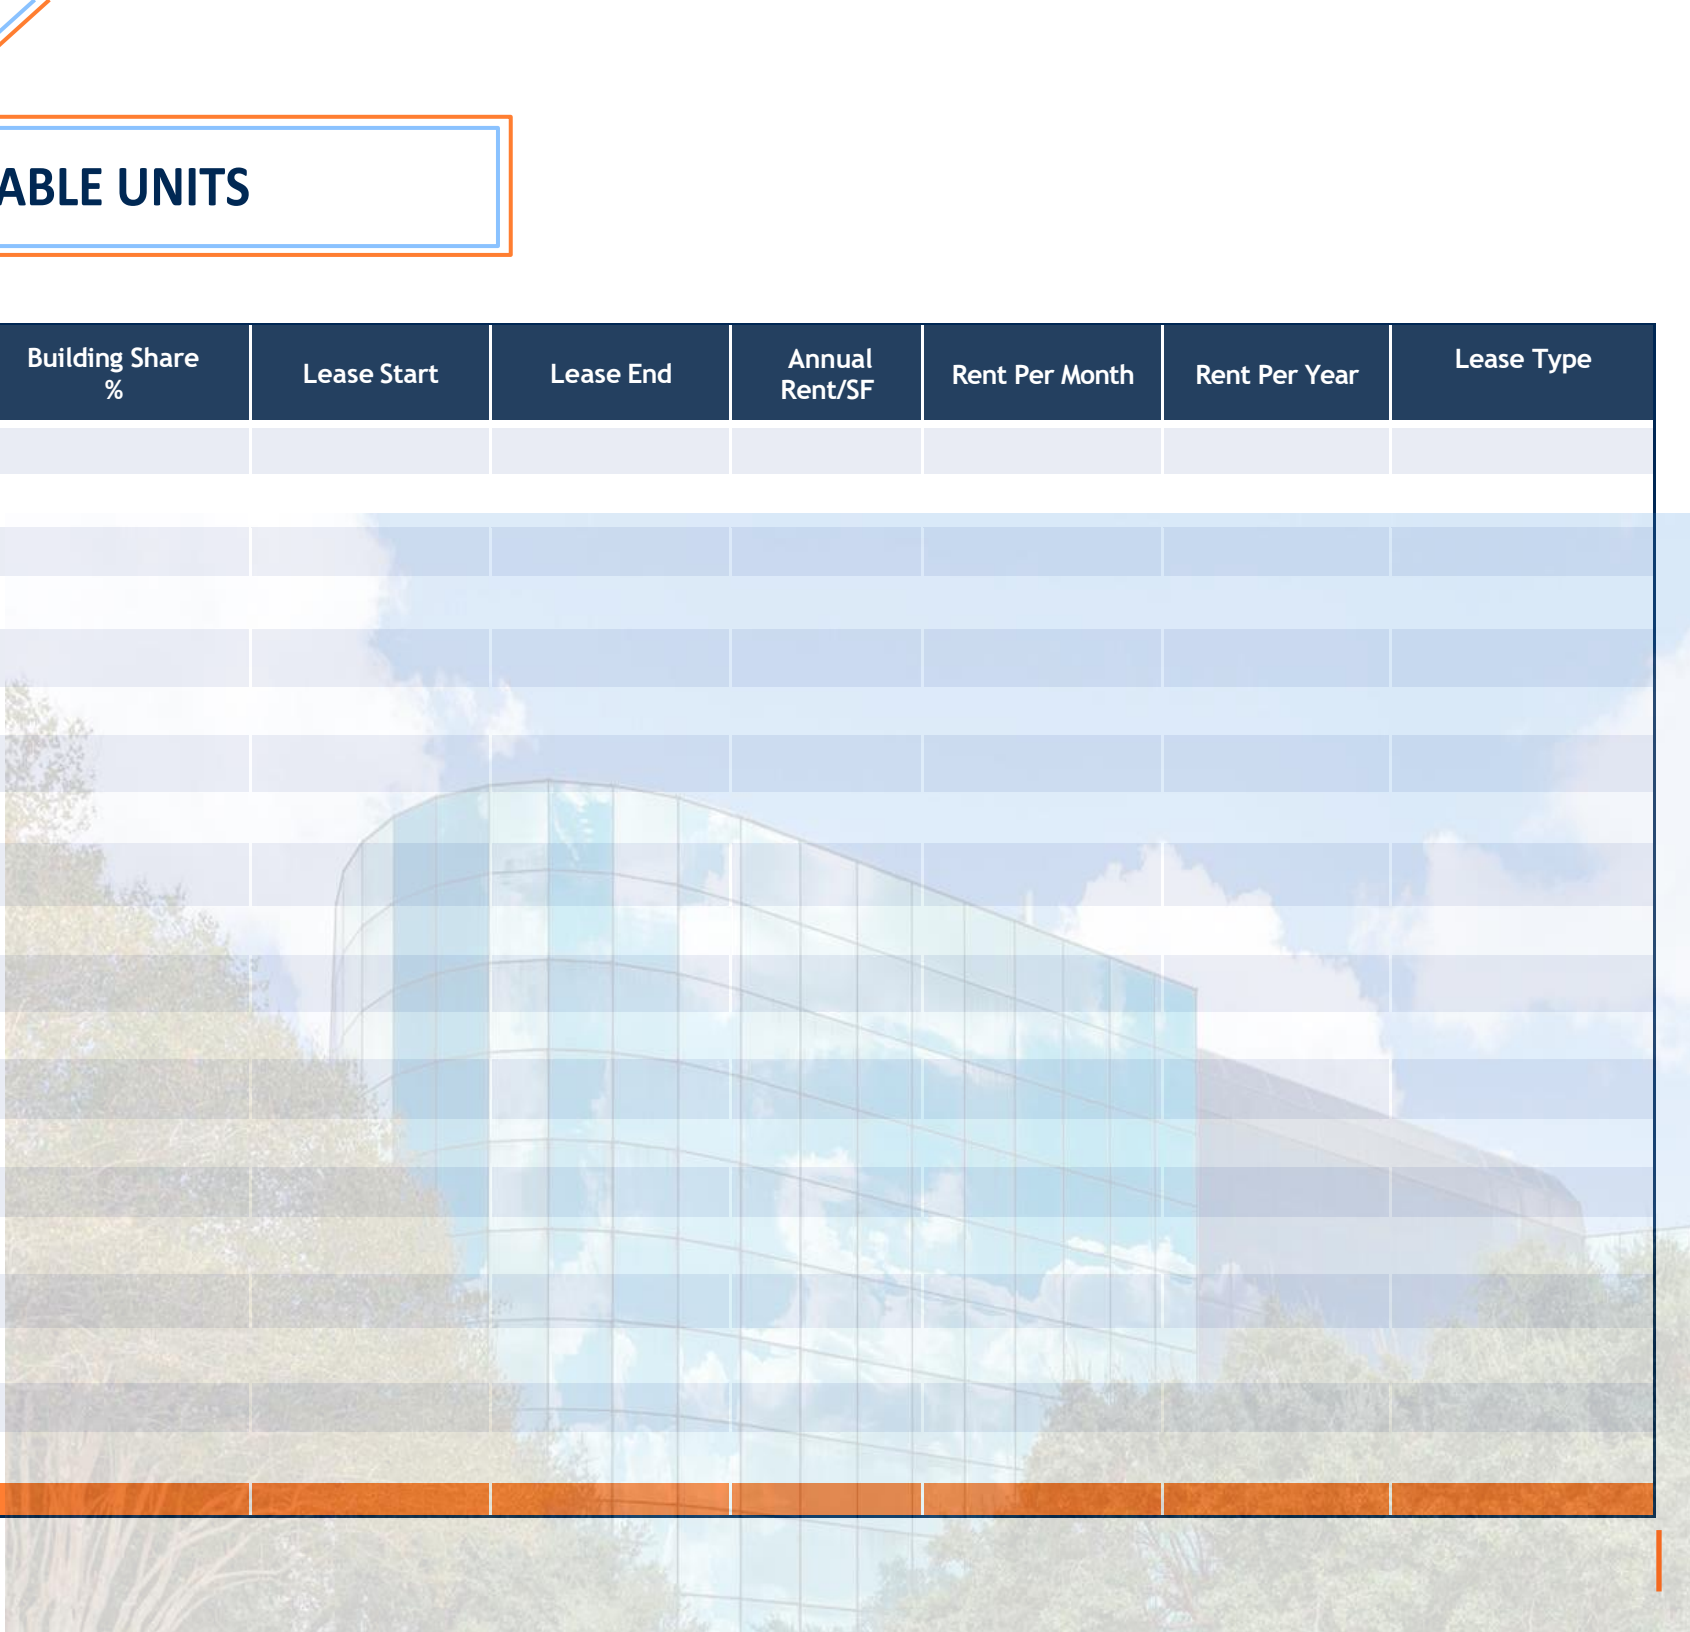 ABLE UNITS
Building Share
%
Lease Start
Lease End
Annual
Rent/SF
Rent Per Month
Rent Per Year
Lease Type